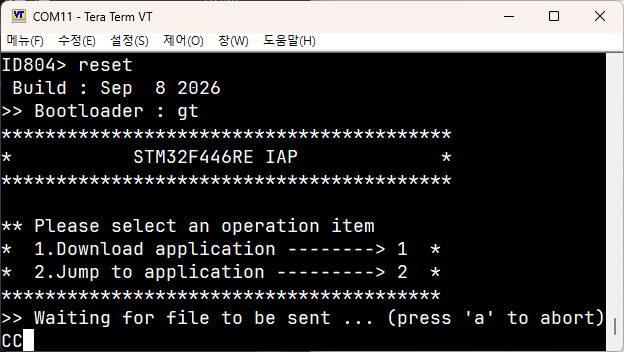 COM11 - Tera Term VT
메뉴(F) 수정(E) 설정(S) 제어(O) 창(W) 도움말(H)
ID804> reset
 Build : Sep  8 2026
>> Bootloader : gt
*****************************************
*           STM32F446RE IAP             *
*****************************************

** Please select an operation item
*  1.Download application --------> 1  *
*  2.Jump to application ---------> 2  *
****************************************
>> Waiting for file to be sent ... (press 'a' to abort)
CC